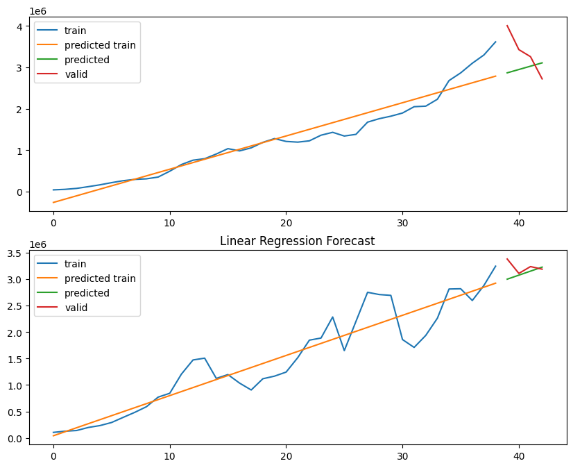 1e6
4
3
2
1
0
train
predicted train
predicted
valid
0
10
20
30
40
Linear Regression Forecast
1e6
3.5
3.0
2.5
2.0
1.5
1.0
0.5
0.0
train
predicted train
predicted
valid
0
10
20
30
40